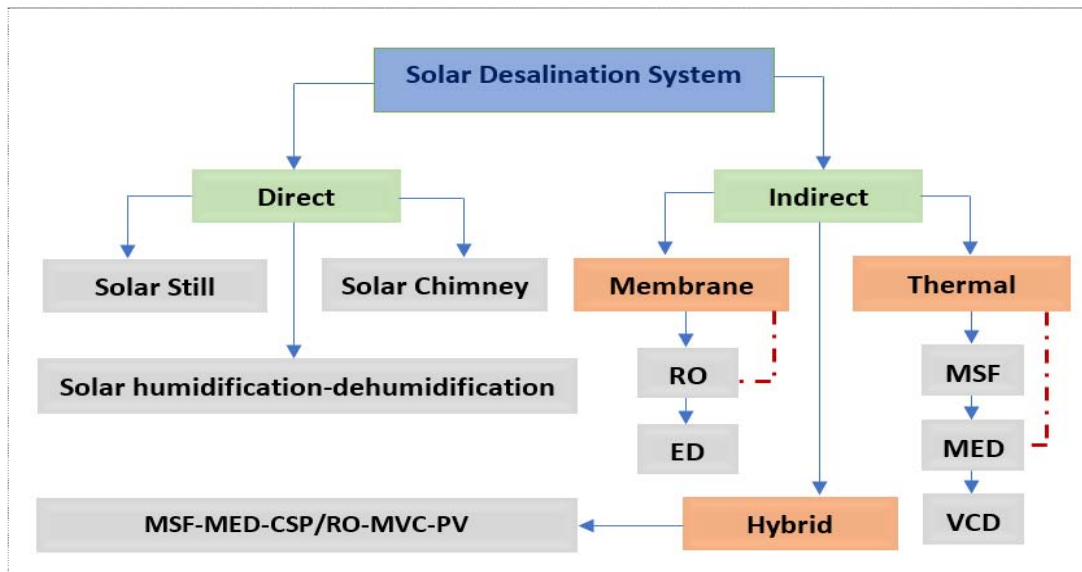 Solar Desalination System
Direct
Indirect
Solar Still
Solar Chimney
Membrane
Thermal
Solar humidification-dehumidification
RO
MSF
ED
MED
MSF-MED-CSP/RO-MVC-PV
Hybrid
VCD